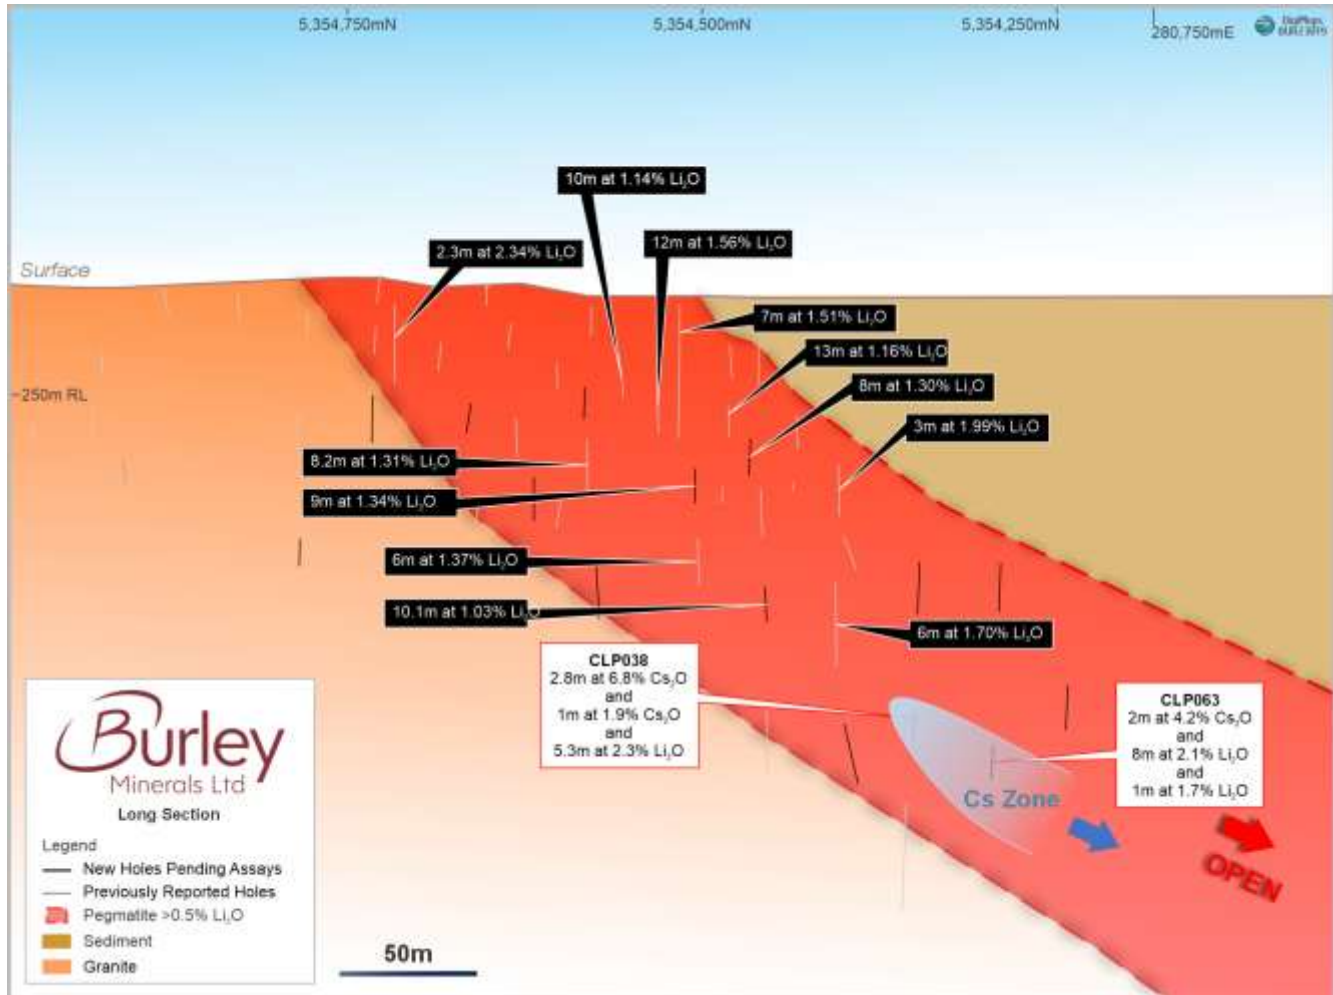 5,354,750mN
5,354,500mN
5,354,250mN
280,750mE
10m at 1.14% Li₂O
12m at 1.56% Li₂O
2.3m at 2.34% Li₂O
Surface
7m at 1.51% Li₂O
13m at 1.16% Li₂O
8m at 1.30% Li₂O
250m RL
3m at 1.99% Li₂O
8.2m at 1.31% Li₂O
9m at 1.34% Li₂O
6m at 1.37% Li₂O
10.1m at 1.03% Li₂O
6m at 1.70% Li₂O
CLP038
2.8m at 6.8% Cs₂O
and
1m at 1.9% Cs₂O
and
5.3m at 2.3% Li₂O
CLP063
2m at 4.2% Cs₂O
and
8m at 2.1% Li₂O
and
1m at 1.7% Li₂O
Cs Zone
OPEN
Burley
Minerals Ltd
Long Section
Legend
New Holes Pending Assays
Previously Reported Holes
Pegmatite >0.5% Li₂O
Sediment
Granite
50m